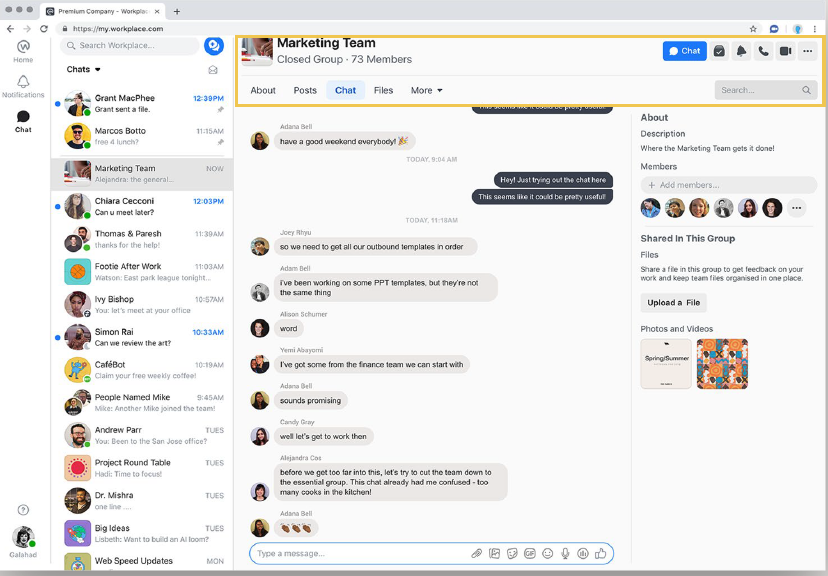 Premium Company - Workplac
https://my.workplace.com
Home
Notifications
Chat
Galahad
Search Workplace...
Chats
Grant MacPhee 12:39PM
Grant sent a file.
Marcos Botto 11:15AM
free 4 lunch?
Marketing Team NOW
Alejandra: the general...
Chiara Cecconi 12:03PM
Can u meet later?
Thomas & Paresh 11:39AM
thanks for the help!
Footie After Work 11:03AM
Watson: East park league tonight...
Ivy Bishop 10:57AM
You: let's meet at your office
Simon Rai 10:33AM
Can we review the art?
CaféBot 10:19AM
Claim your free weekly coffee!
People Named Mike 9:45AM
Mike: Another Mike joined the team!
Andrew Parr TUES
You: Been to the San Jose office?
Project Round Table TUES
Hadi: Time to focus!
Dr. Mishra TUES
one line ....
Big Ideas TUES
Lisbeth: Want to build an AI loom?
Web Speed Updates MON
Marketing Team
Closed Group · 73 Members
Chat
About Posts Chat Files More
Search...
This seems like it could be pretty useful!
Adana Bell
have a good weekend everybody! 🎉
TODAY, 9:04 AM
Hey! Just trying out the chat here
This seems like it could be pretty useful!
TODAY, 11:18AM
Joey Rhyu
so we need to get all our outbound templates in order
Adam Bell
i've been working on some PPT templates, but they're not
the same thing
Alison Schumer
word
Yemi Abayomi
I've got some from the finance team we can start with
Adana Bell
sounds promising
Candy Gray
well let's get to work then
Alejandra Cox
before we get too far into this, let's try to cut the team down to
the essential group. This chat already had me confused - too
many cooks in the kitchen!
Adana Bell
👏🏾👏🏾👏🏾
Type a message...
GIF
About
Description
Where the Marketing Team gets it done!
Members
+ Add members...
Shared In This Group
Files
Share a file in this group to get feedback on your
work and keep team files organised in one place.
Upload a File
Photos and Videos
Spring/Summer